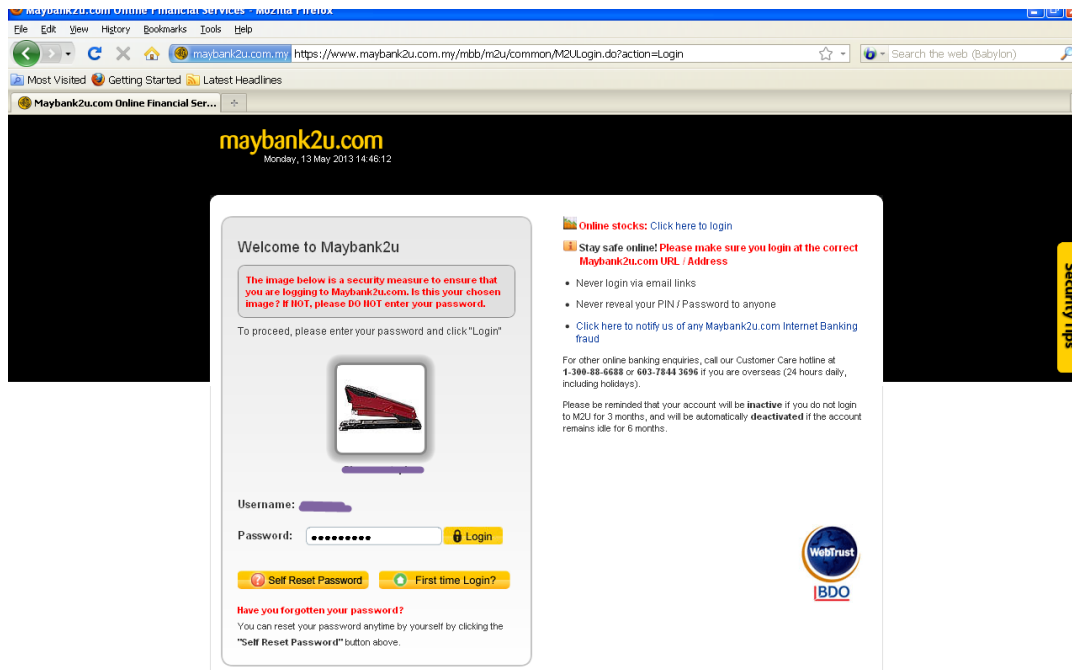 Maybank2u.com Online Financial Services - Mozilla Firefox
File Edit View History Bookmarks Tools Help
maybank2u.com.my https://www.maybank2u.com.my/mbb/m2u/common/M2ULogin.do?action=Login Search the web (Babylon)
Most Visited Getting Started Latest Headlines
Maybank2u.com Online Financial Ser...
maybank2u.com
Monday, 13 May 2013 14:46:12
Welcome to Maybank2u
The image below is a security measure to ensure that
you are logging to Maybank2u.com. Is this your chosen
image? If NOT, please DO NOT enter your password.
To proceed, please enter your password and click "Login"
Username:
Password: Login
Self Reset Password First time Login?
Have you forgotten your password?
You can reset your password anytime by yourself by clicking the
"Self Reset Password" button above.
Online stocks: Click here to login
Stay safe online! Please make sure you login at the correct
Maybank2u.com URL / Address
• Never login via email links
• Never reveal your PIN / Password to anyone
• Click here to notify us of any Maybank2u.com Internet Banking
fraud
For other online banking enquiries, call our Customer Care hotline at
1-300-88-6688 or 603-7844 3696 if you are overseas (24 hours daily,
including holidays).
Please be reminded that your account will be inactive if you do not login
to M2U for 3 months, and will be automatically deactivated if the account
remains idle for 6 months.
WebTrust
BDO
Security Tips